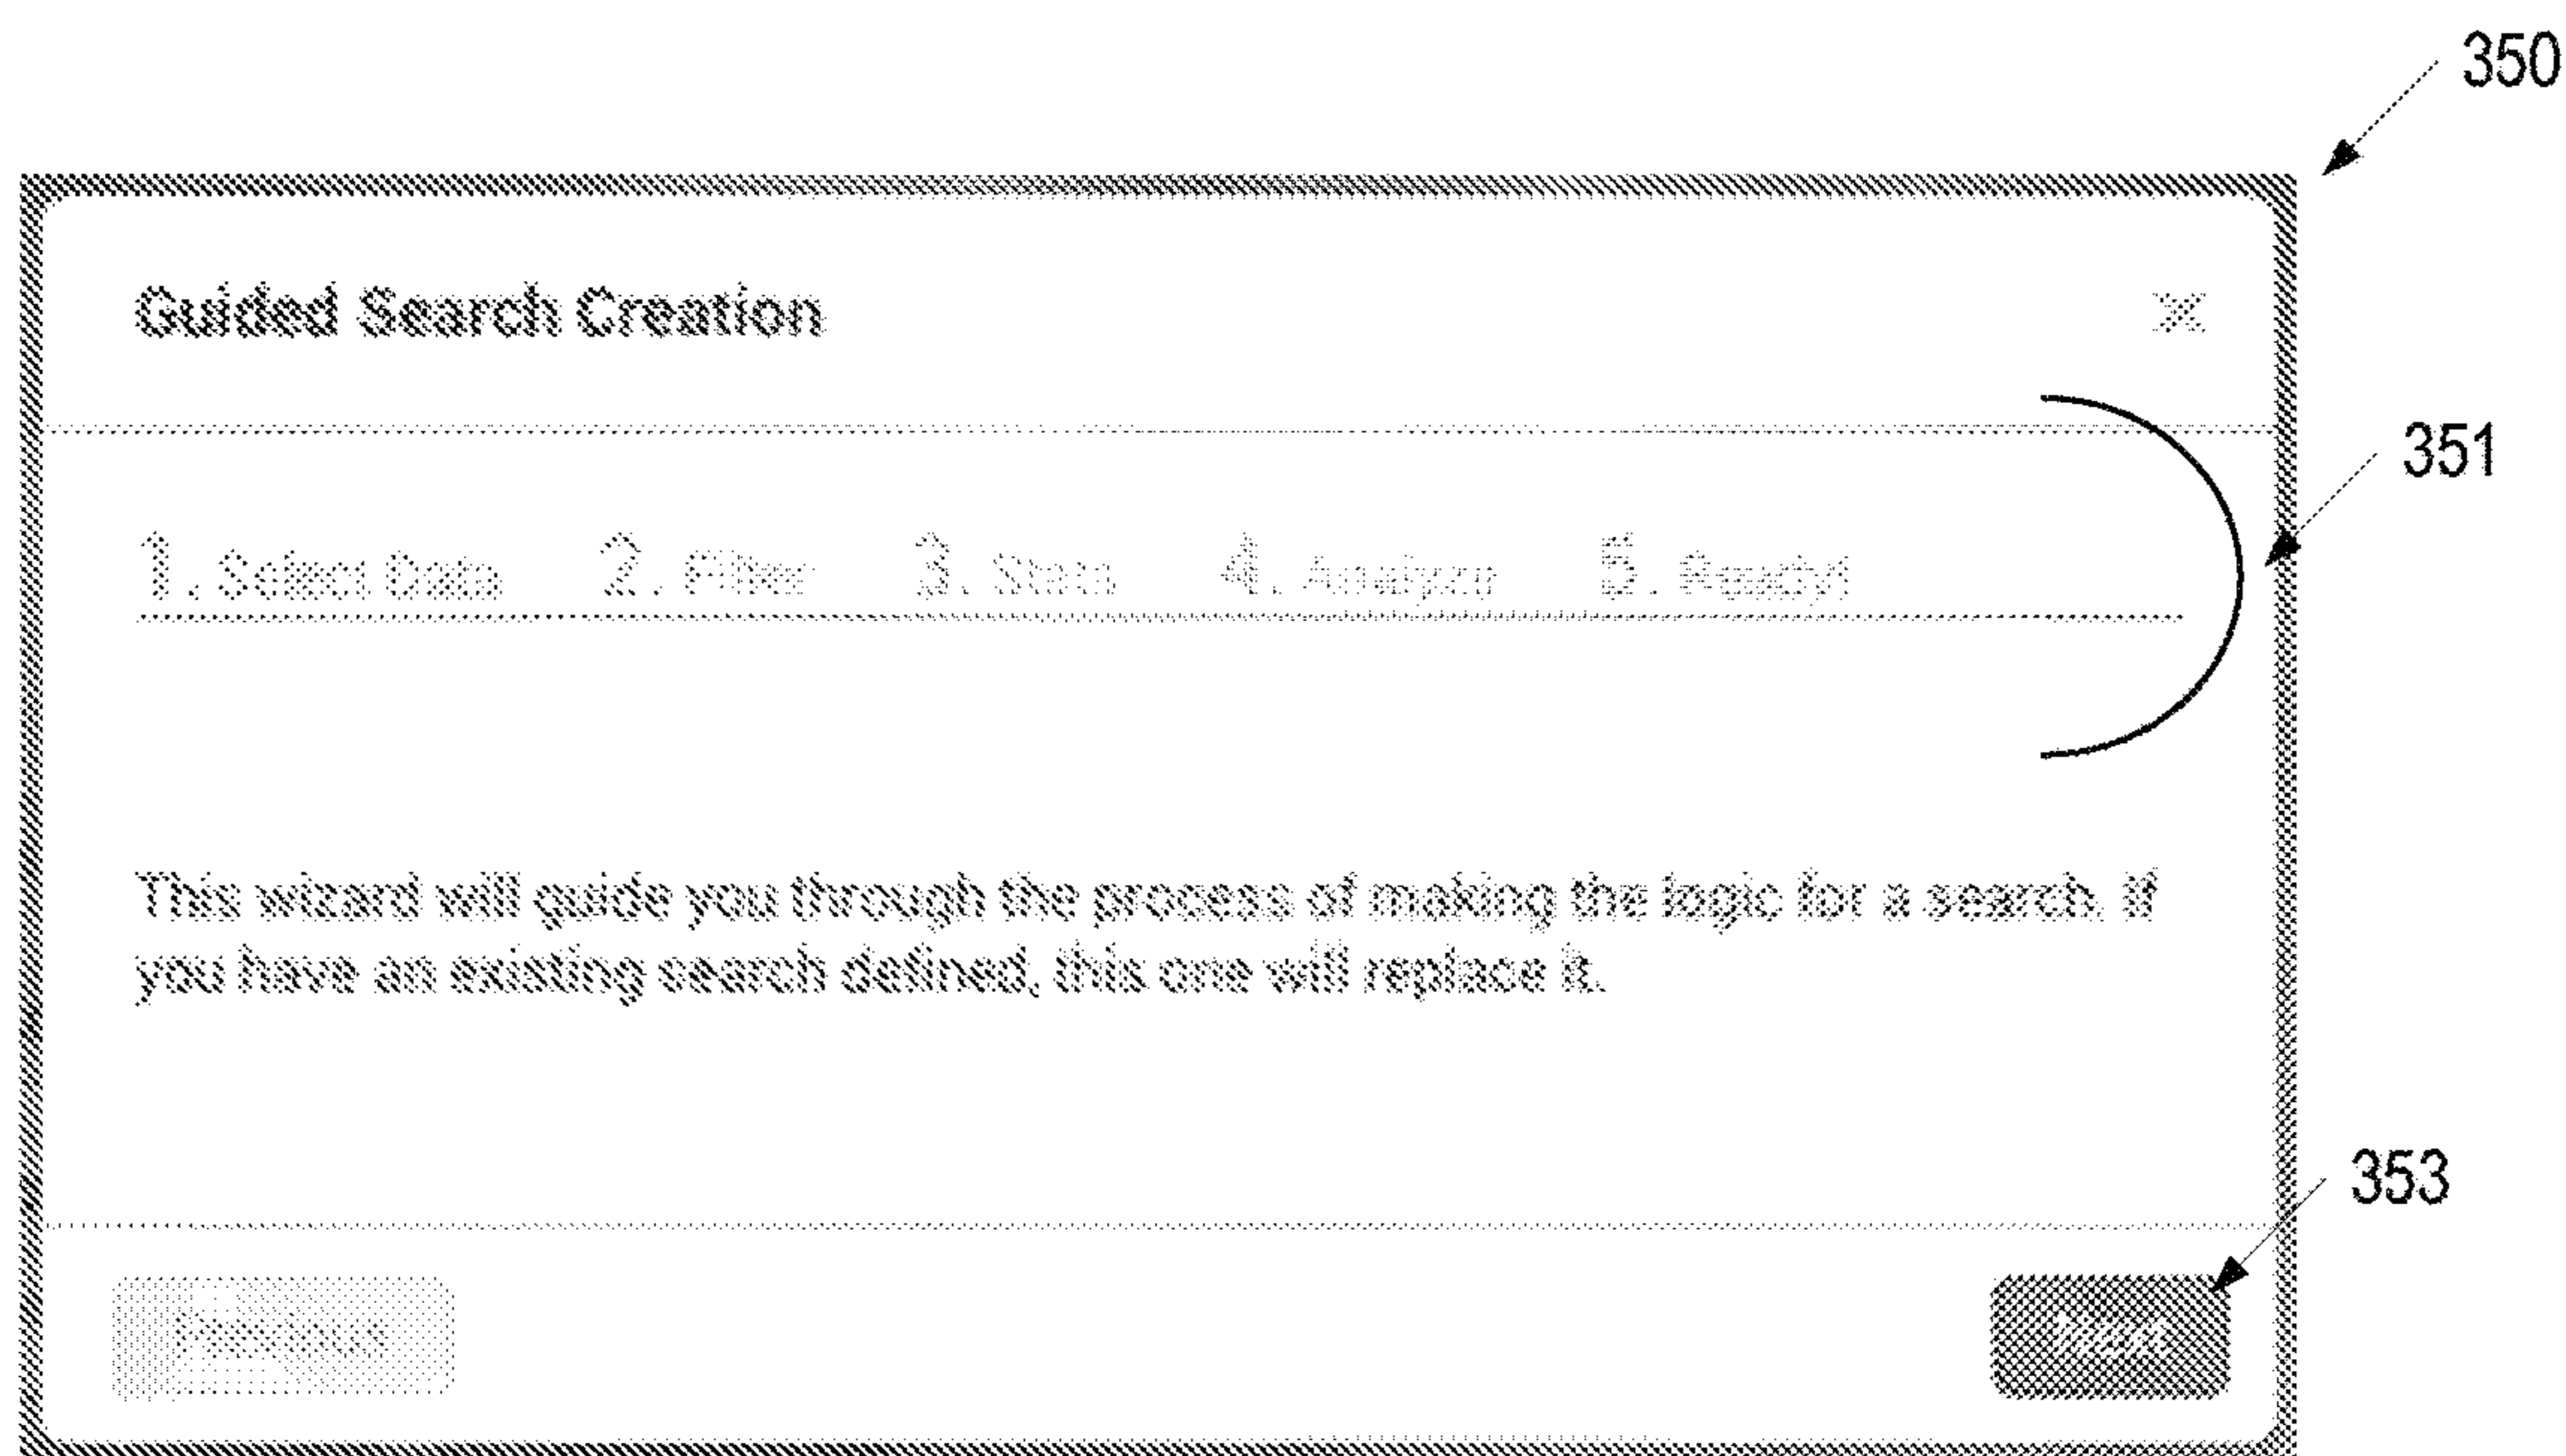 350
Guided Search Creation
351
1. Select Data 2. Filter 3. Stats 4. Analyze 5. Ready!
This wizard will guide you through the process of making the logic for a search. If
you have an existing search defined, this one will replace it.
353
Previous Next